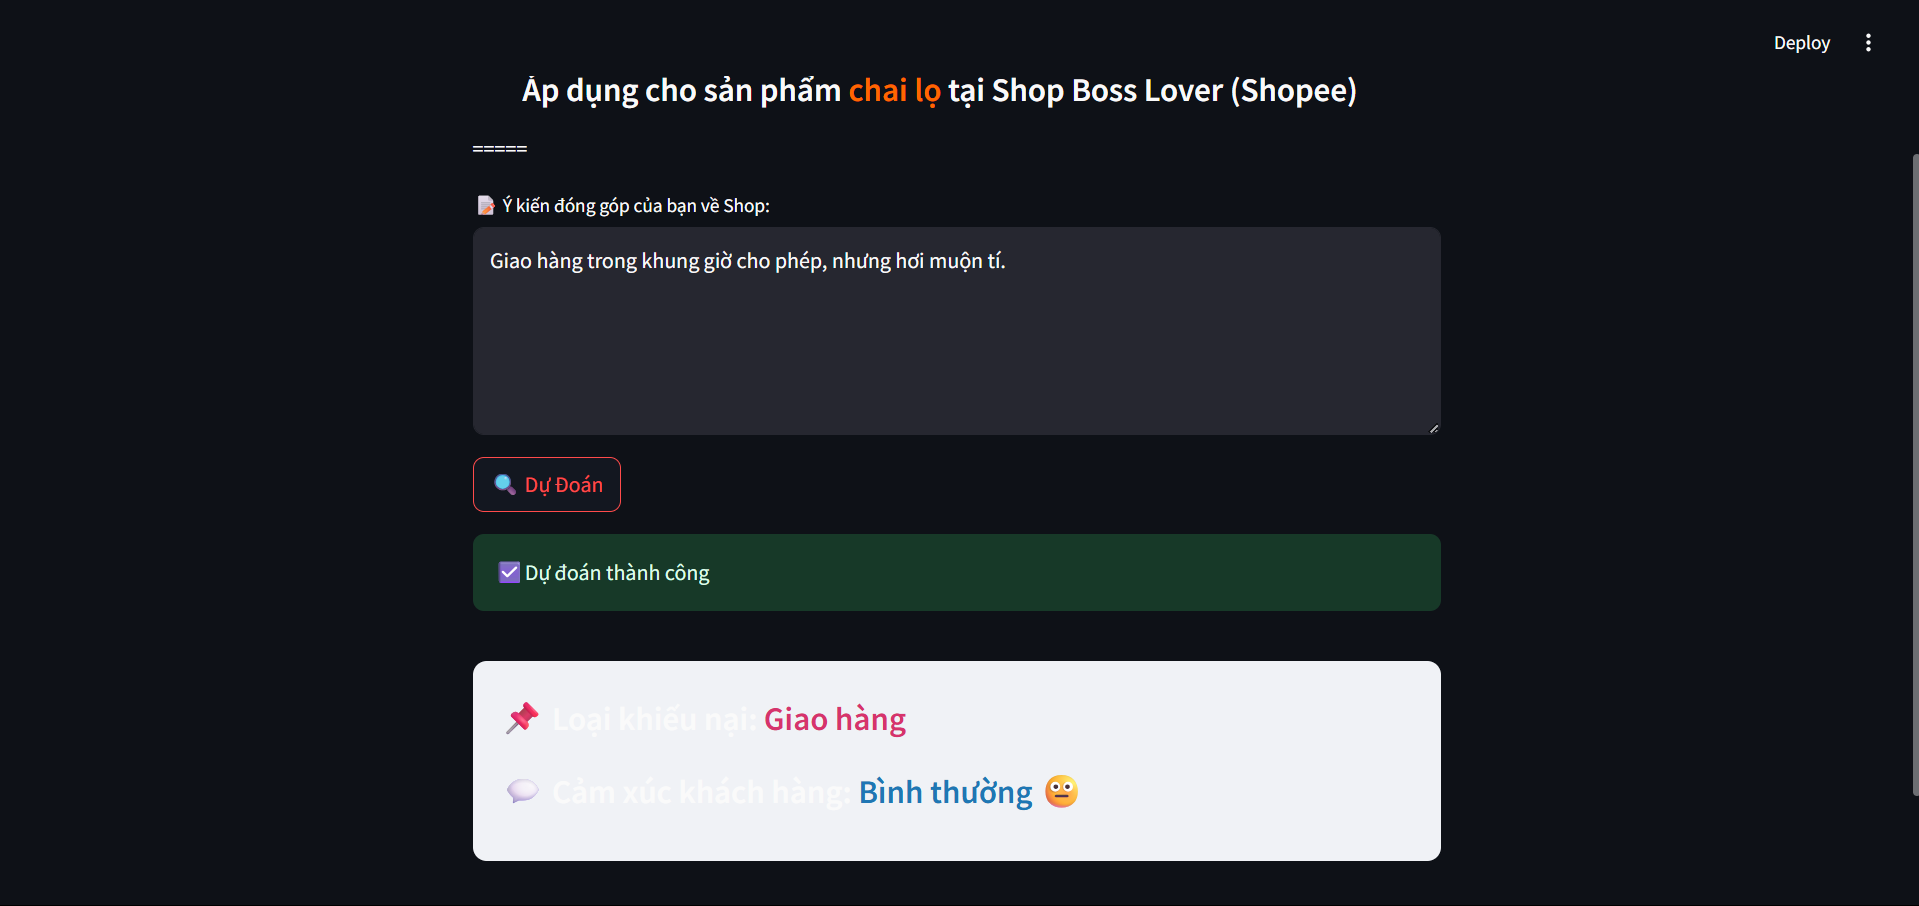 Deploy
Áp dụng cho sản phẩm chai lọ tại Shop Boss Lover (Shopee)
=====
Ý kiến đóng góp của bạn về Shop:
Giao hàng trong khung giờ cho phép, nhưng hơi muộn tí.
Dự Đoán
Dự đoán thành công
Loại khiếu nại: Giao hàng
Cảm xúc khách hàng: Bình thường